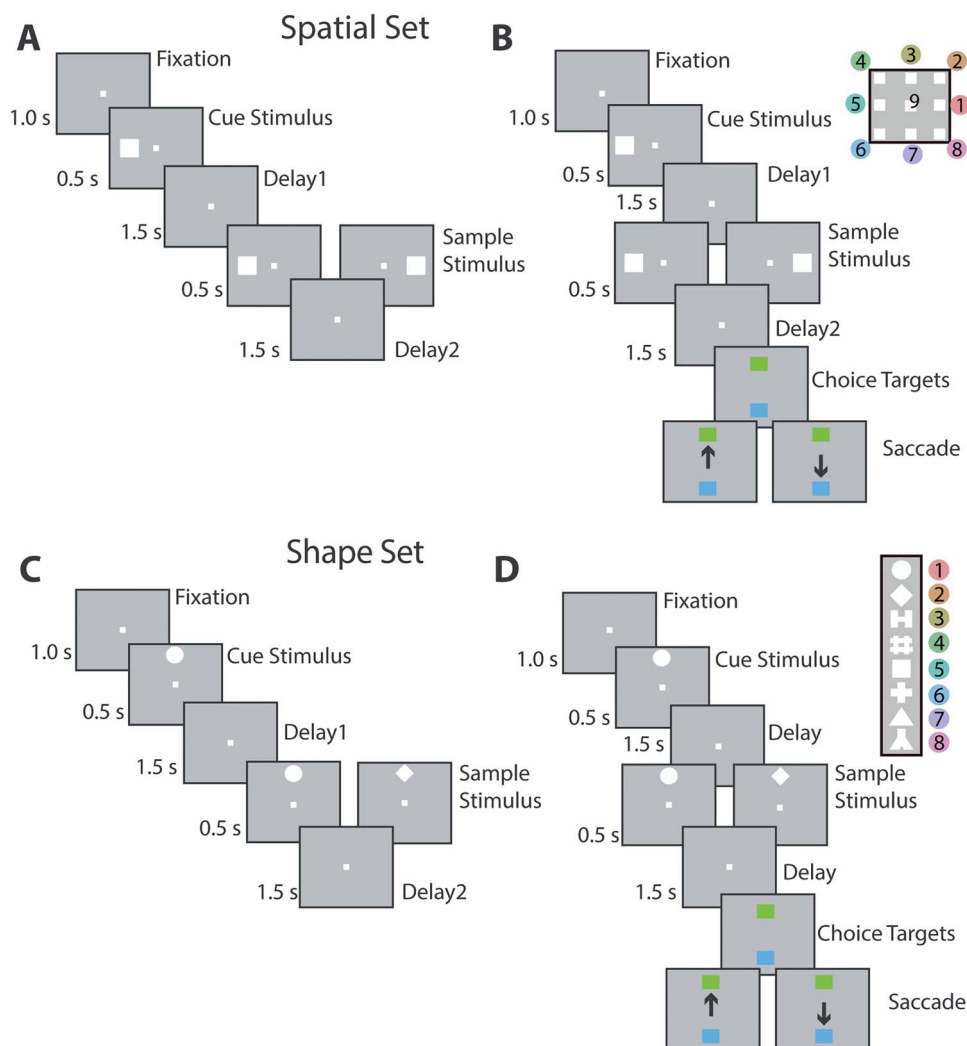 Spatial Set
A
Fixation
1.0 s
Cue Stimulus
0.5 s
Delay1
1.5 s
Sample
Stimulus
0.5 s
1.5 s
Delay2
B
Fixation
1.0 s
Cue Stimulus
0.5 s
Delay1
1.5 s
Sample
Stimulus
0.5 s
Delay2
1.5 s
Choice Targets
Saccade
4 3 2
5 9 1
6 7 8
Shape Set
C
Fixation
1.0 s
Cue Stimulus
0.5 s
Delay1
1.5 s
Sample
Stimulus
0.5 s
1.5 s
Delay2
D
Fixation
1.0 s
Cue Stimulus
0.5 s
Delay
1.5 s
Sample
Stimulus
0.5 s
Delay
1.5 s
Choice Targets
Saccade
1
2
3
4
5
6
7
8